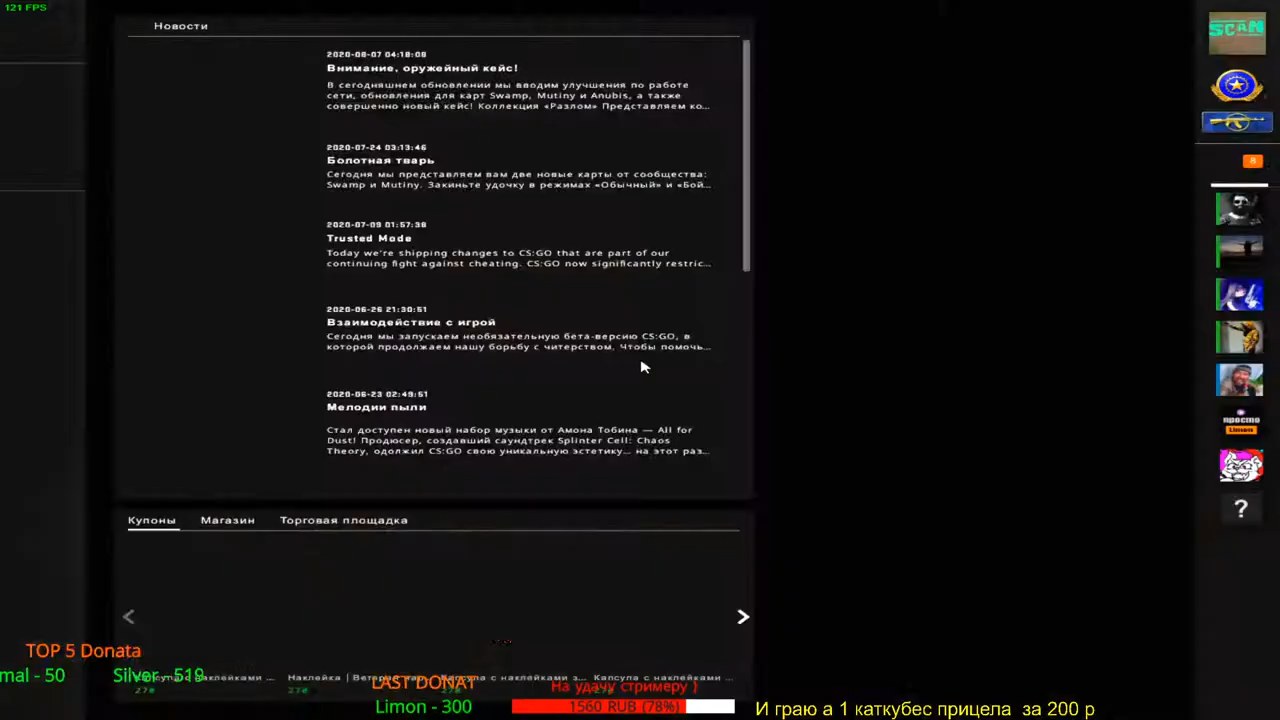 121 FPS
Новости
2020-08-07 04:18:08
Внимание, оружейный кейс!
В сегодняшнем обновлении мы вводим улучшения по работе
сети, обновления для карт Swamp, Mutiny и Anubis, а также
совершенно новый кейс! Коллекция «Разлом» Представляем ко...
2020-07-24 03:13:46
Болотная тварь
Сегодня мы представляем вам две новые карты от сообщества:
Swamp и Mutiny. Закиньте удочку в режимах «Обычный» и «Бой...
2020-07-09 01:57:38
Trusted Mode
Today we're shipping changes to CS:GO that are part of our
continuing fight against cheating. CS:GO now significantly restric...
2020-06-26 21:30:51
Взаимодействие с игрой
Сегодня мы запускаем необязательную бета-версию CS:GO, в
которой продолжаем нашу борьбу с читерством. Чтобы помочь...
2020-06-23 02:49:51
Мелодии пыли
Стал доступен новый набор музыки от Амона Тобина — All for
Dust! Продюсер, создавший саундтрек Splinter Cell: Chaos
Theory, одолжил CS:GO свою уникальную эстетику... на этот раз...
Купоны Магазин Торговая площадка
SCAN
8
просто
Limon
?
TOP 5 Donata
mal - 50 Silver - 519
с наклейками ... Наклейка | с наклейками з... Капсула с наклейками ...
LAST DONAT
Limon - 300
На удачу стримеру )
1560 RUB (78%)
И граю а 1 каткубес прицела за 200 р